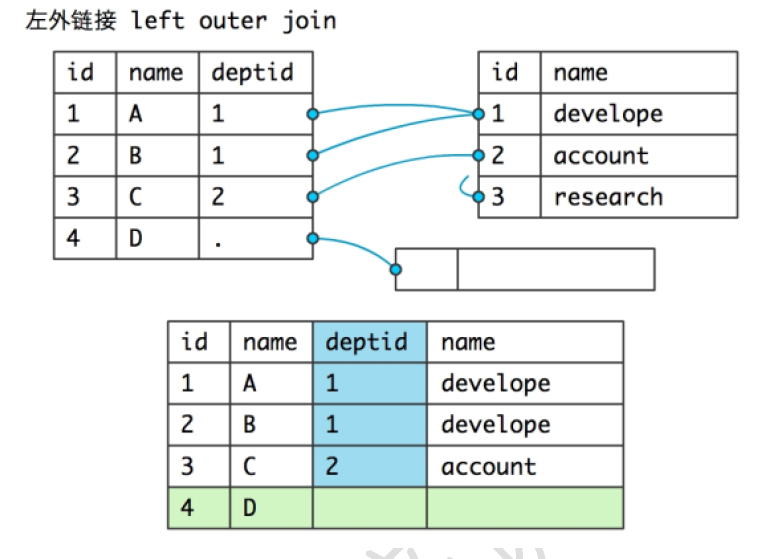 左外链接 left outer join
id name deptid
1 A 1
2 B 1
3 C 2
4 D .
id name
1 develope
2 account
3 research
id name deptid name
1 A 1 develope
2 B 1 develope
3 C 2 account
4 D